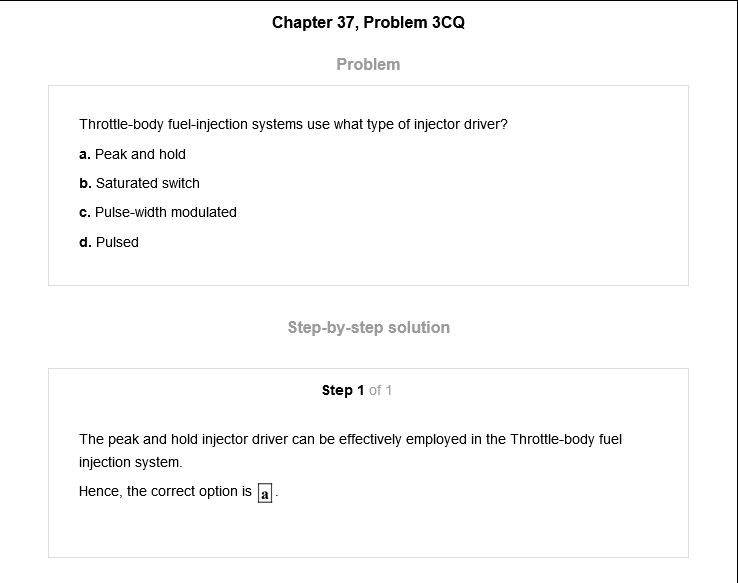 Chapter 37, Problem 3CQ
Problem
Throttle-body fuel-injection systems use what type of injector driver?
a. Peak and hold
b. Saturated switch
c. Pulse-width modulated
d. Pulsed
Step-by-step solution
Step 1 of 1
The peak and hold injector driver can be effectively employed in the Throttle-body fuel
injection system.
Hence, the correct option is a.